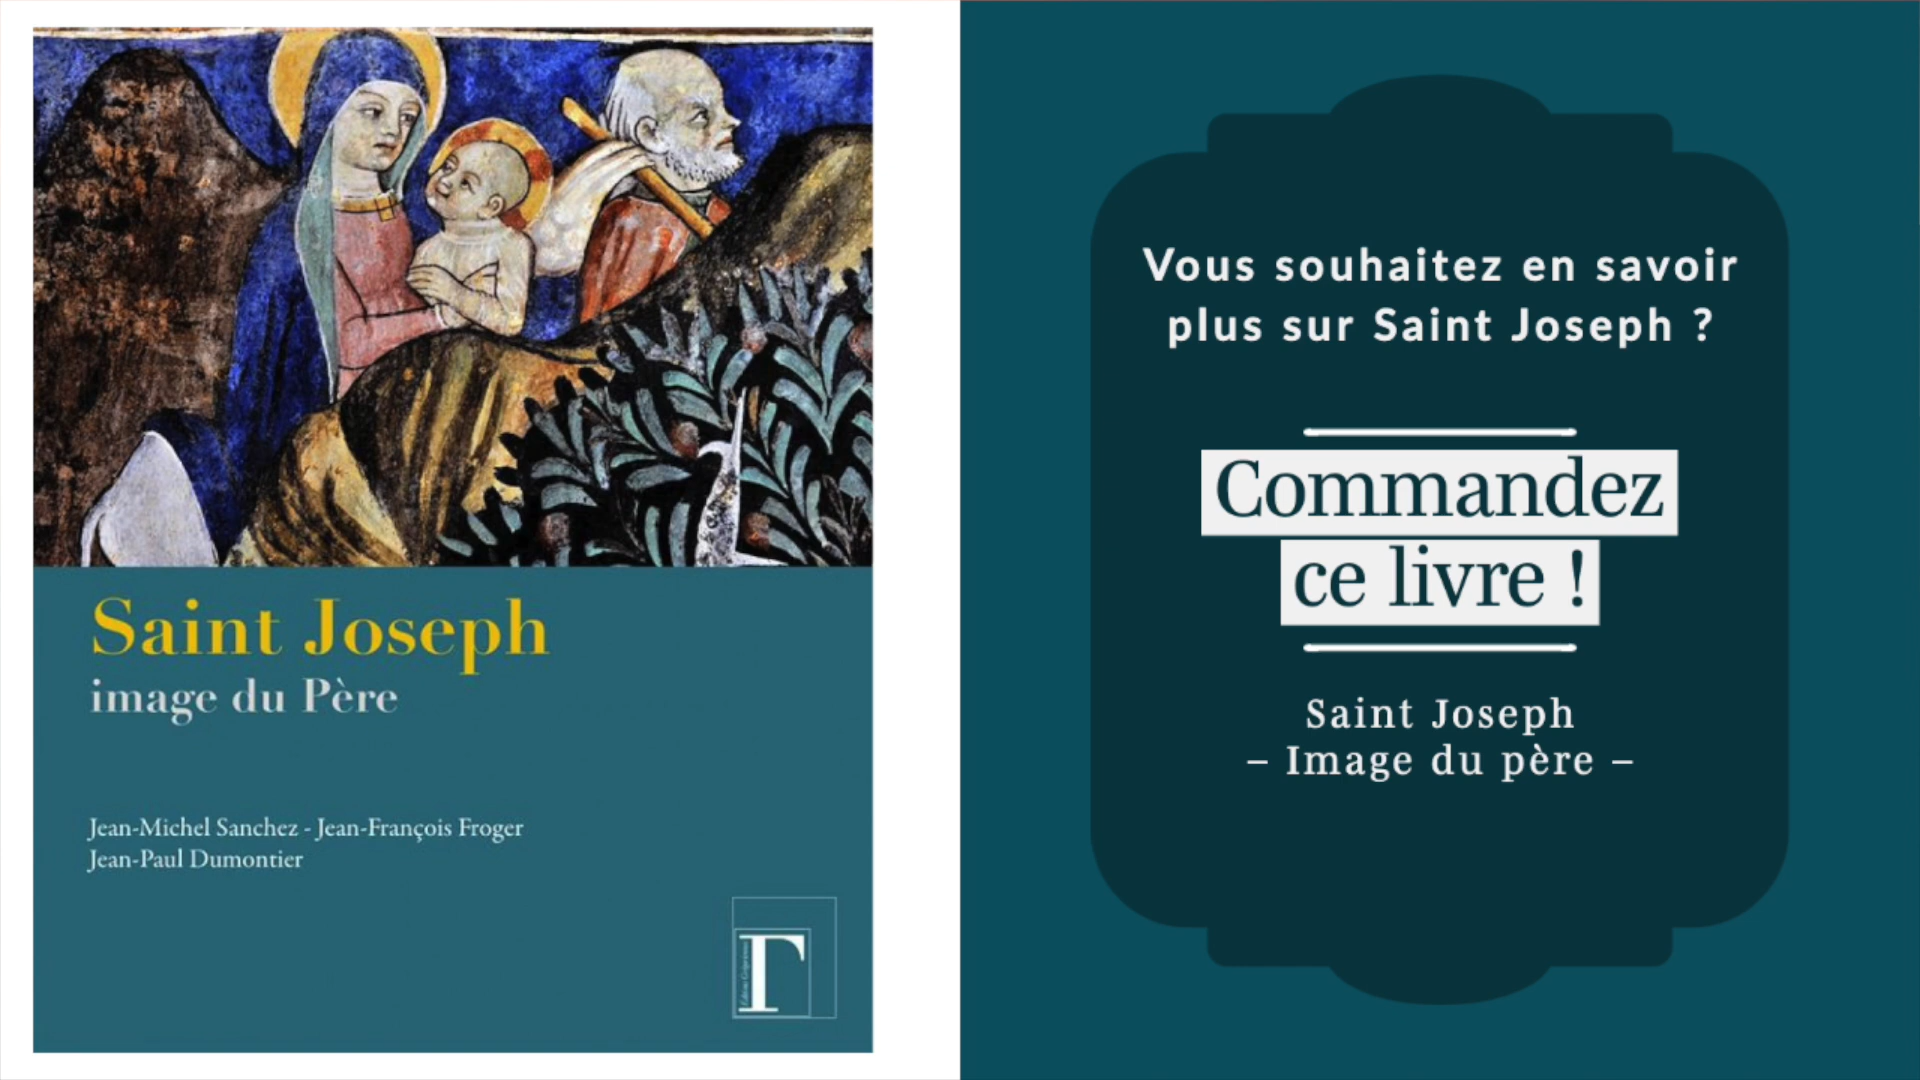 Saint Joseph
image du Père
Jean-Michel Sanchez - Jean-François Froger
Jean-Paul Dumontier
Γ
Vous souhaitez en savoir
plus sur Saint Joseph ?
Commandez
ce livre !
Saint Joseph
– Image du père –